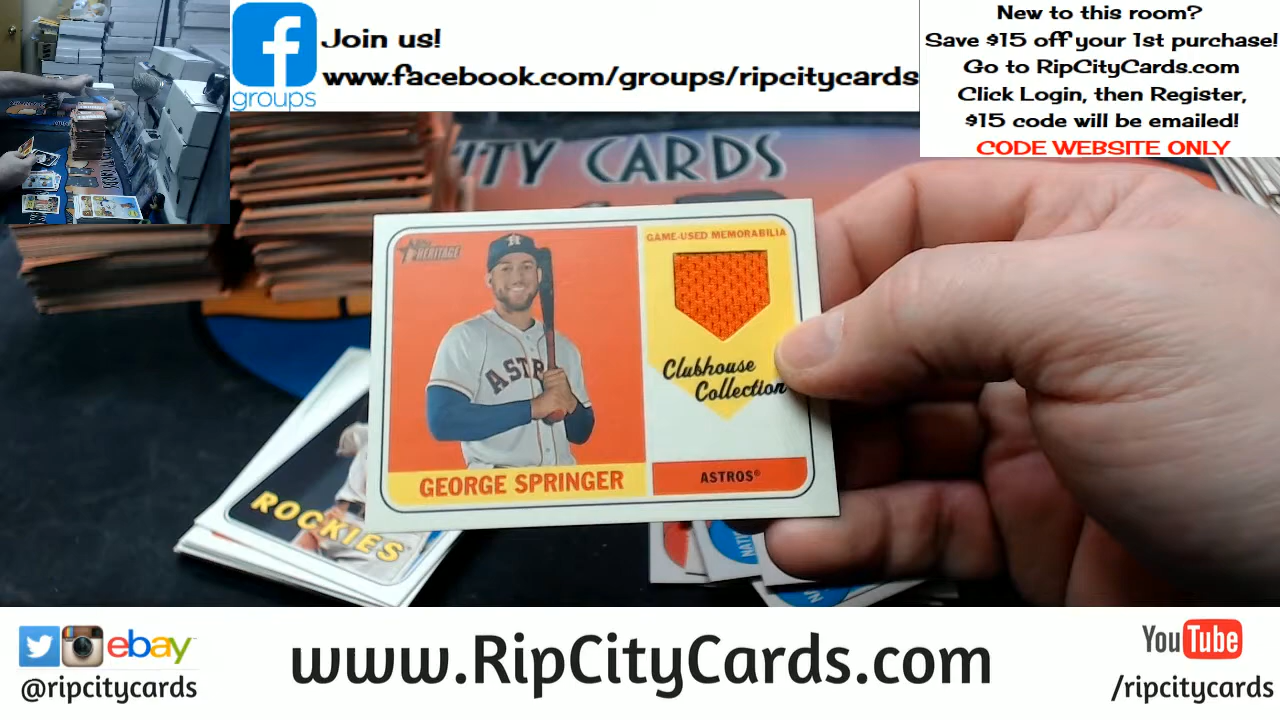 Join us!
www.facebook.com/groups/ripcitycards
groups
New to this room?
Save $15 off your 1st purchase!
Go to RipCityCards.com
Click Login, then Register,
$15 code will be emailed!
CODE WEBSITE ONLY
ITY CARDS
HERITAGE
GAME-USED MEMORABILIA
ASTR
Clubhouse
Collection
GEORGE SPRINGER
ASTROS®
ROCKIES
NATI
ebay
@ripcitycards
www.RipCityCards.com
YouTube
/ripcitycards